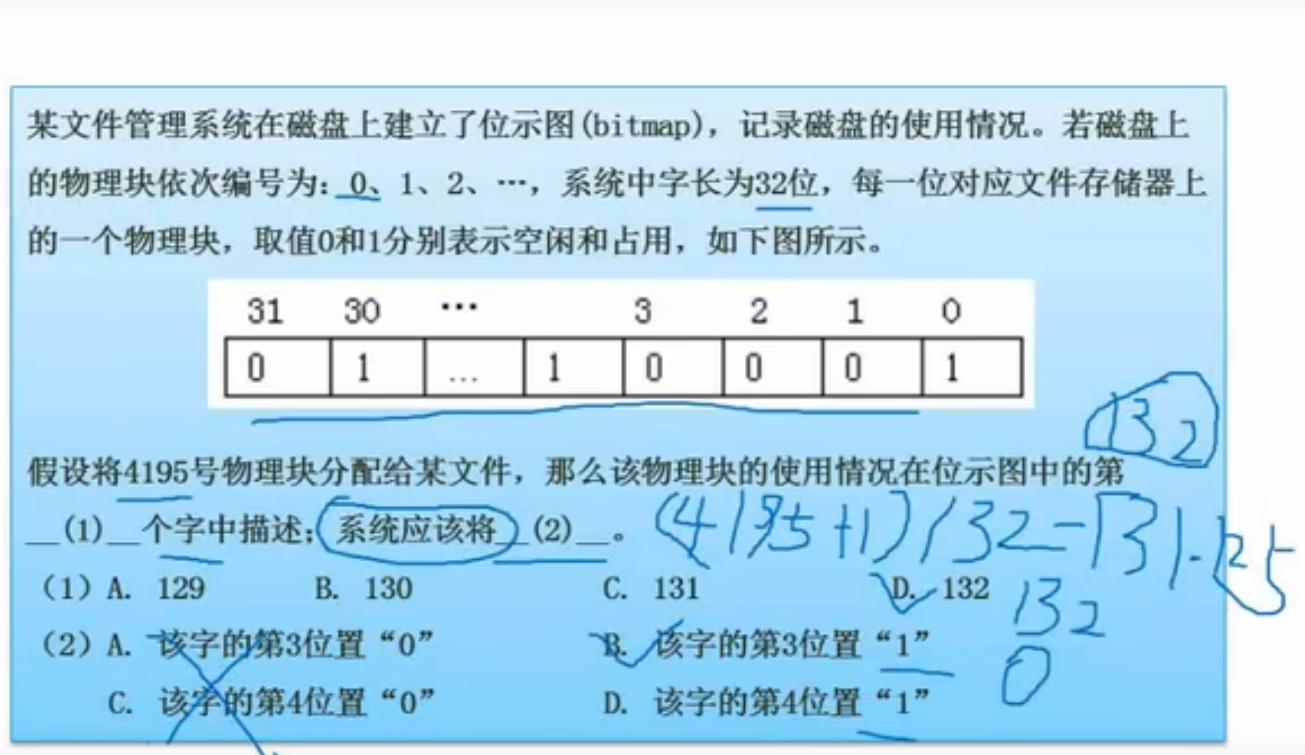 某文件管理系统在磁盘上建立了位示图(bitmap)，记录磁盘的使用情况。若磁盘上
的物理块依次编号为：0、1、2、…，系统中字长为32位，每一位对应文件存储器上
的一个物理块，取值0和1分别表示空闲和占用，如下图所示。
31 30 … 3 2 1 0
0 1 ... 1 0 0 0 1
132
假设将4195号物理块分配给某文件，那么该物理块的使用情况在位示图中的第
__(1)__个字中描述；系统应该将__(2)__。
(4195+1)/32=131.125
（1）A. 129 B. 130 C. 131 D. 132
132
（2）A. 该字的第3位置“0” B. 该字的第3位置“1”
0
C. 该字的第4位置“0” D. 该字的第4位置“1”